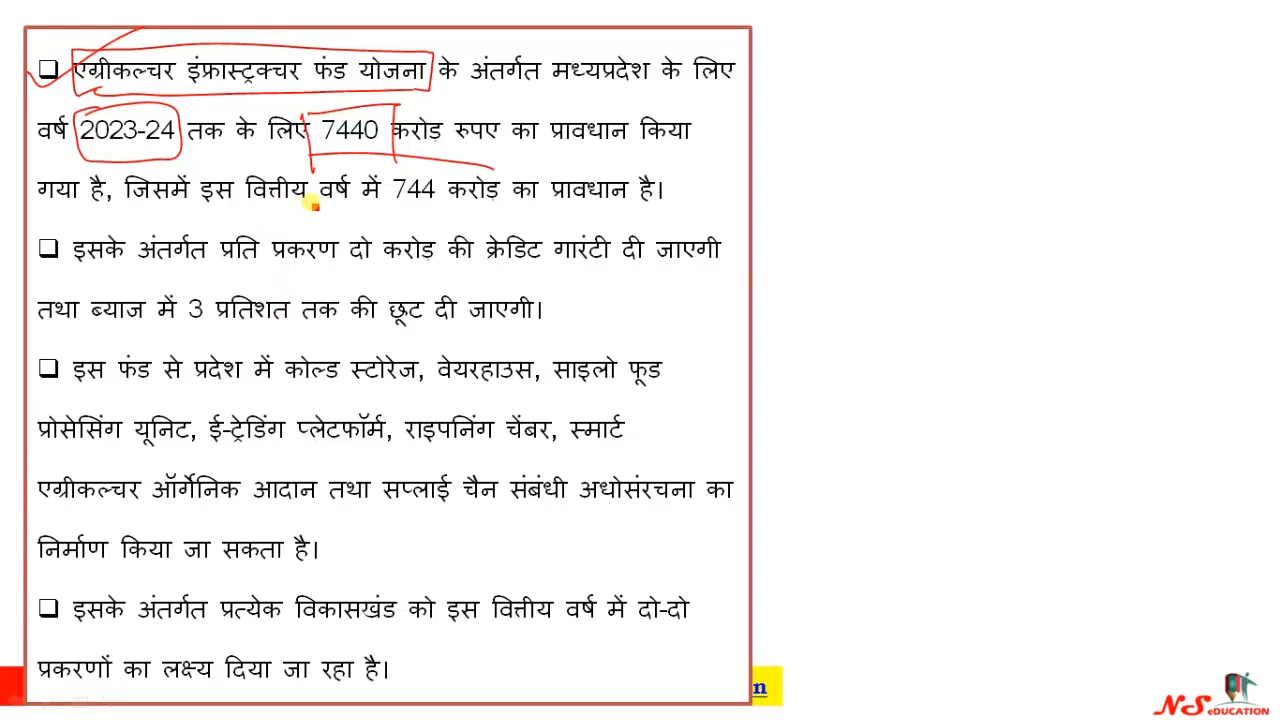 ❑ एग्रीकल्चर इंफ्रास्ट्रक्चर फंड योजना के अंतर्गत मध्यप्रदेश के लिए
वर्ष 2023-24 तक के लिए 7440 करोड़ रुपए का प्रावधान किया
गया है, जिसमें इस वित्तीय वर्ष में 744 करोड़ का प्रावधान है।
❑ इसके अंतर्गत प्रति प्रकरण दो करोड़ की क्रेडिट गारंटी दी जाएगी
तथा ब्याज में 3 प्रतिशत तक की छूट दी जाएगी।
❑ इस फंड से प्रदेश में कोल्ड स्टोरेज, वेयरहाउस, साइलो फूड
प्रोसेसिंग यूनिट, ई-ट्रेडिंग प्लेटफॉर्म, राइपनिंग चेंबर, स्मार्ट
एग्रीकल्चर ऑर्गेनिक आदान तथा सप्लाई चैन संबंधी अधोसंरचना का
निर्माण किया जा सकता है।
❑ इसके अंतर्गत प्रत्येक विकासखंड को इस वित्तीय वर्ष में दो-दो
प्रकरणों का लक्ष्य दिया जा रहा है।
n
NS eDUCATION